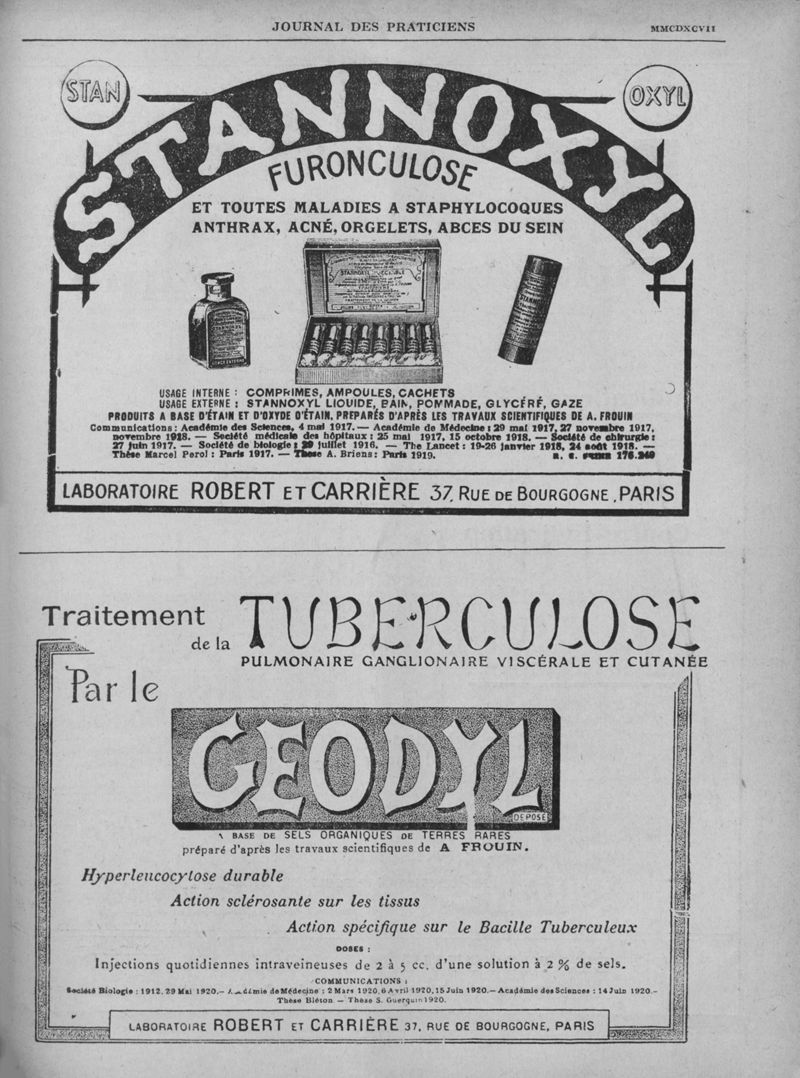 JOURNAL DES PRATICIENS
MMCDXCVII
STAN
OXYL
STANNOXYL
FURONCULOSE
ET TOUTES MALADIES A STAPHYLOCOQUES
ANTHRAX, ACNÉ, ORGELETS, ABCES DU SEIN
STANNOXYL INJECTABLE
USAGE INTERNE : COMPRIMES, AMPOULES, CACHETS
USAGE EXTERNE : STANNOXYL LIQUIDE, BAIN, POMMADE, GLYCÉRÉ, GAZE
PRODUITS A BASE D'ÉTAIN ET D'OXYDE D'ÉTAIN, PREPARÉS D'APRÈS LES TRAVAUX SCIENTIFIQUES DE A. FROUIN
Communications : Académie des Sciences, 4 mai 1917. — Académie de Médecine : 29 mai 1917, 27 novembre 1917,
novembre 1918. — Société médicale des hôpitaux : 25 mai 1917, 15 octobre 1918. — Société de chirurgie :
27 juin 1917. — Société de biologie : 29 juillet 1916. — The Lancet : 19-26 janvier 1918, 24 août 1918. —
Thèse Marcel Perol : Paris 1917. — Thèse A. Briens : Paris 1919.
LABORATOIRE ROBERT ET CARRIÈRE 37, RUE DE BOURGOGNE, PARIS
Traitement de la TUBERCULOSE
PULMONAIRE GANGLIONAIRE VISCÉRALE ET CUTANÉE
Par le
GEODYL
DEPOSÉ
BASE DE SELS ORGANIQUES DE TERRES RARES
préparé d'après les travaux scientifiques de A FROUIN.
Hyperleucocytose durable
Action sclérosante sur les tissus
Action spécifique sur le Bacille Tuberculeux
DOSES :
Injections quotidiennes intraveineuses de 2 à 5 cc. d'une solution à 2 % de sels.
COMMUNICATIONS :
Société Biologie : 1912, 29 Mai 1920. — Académie de Médecine : 2 Mars 1920, 6 Avril 1920, 15 Juin 1920. — Académie des Sciences : 14 Juin 1920. —
Thèse Bléton — Thèse S. Guerquin 1920.
LABORATOIRE ROBERT ET CARRIÈRE 37, RUE DE BOURGOGNE, PARIS